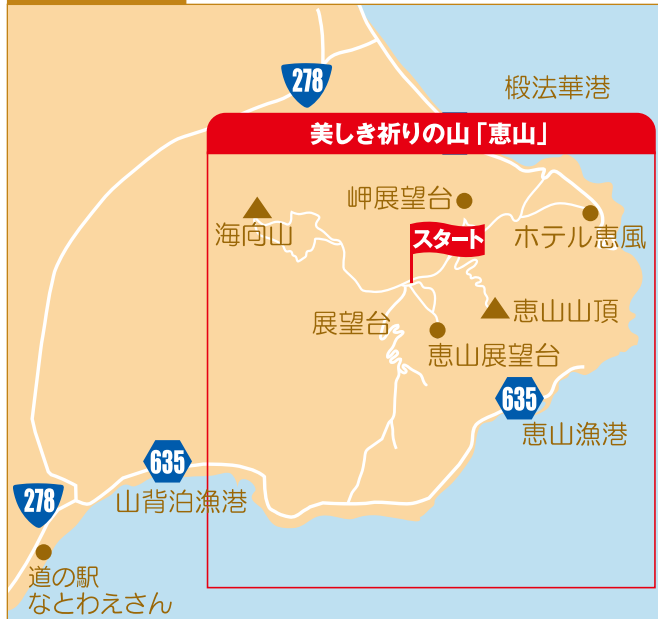 278
椴法華港
美しき祈りの山「恵山」
岬展望台
海向山
スタート
ホテル恵風
展望台
恵山山頂
恵山展望台
635
恵山漁港
635
278
山背泊漁港
道の駅
なとわえさん